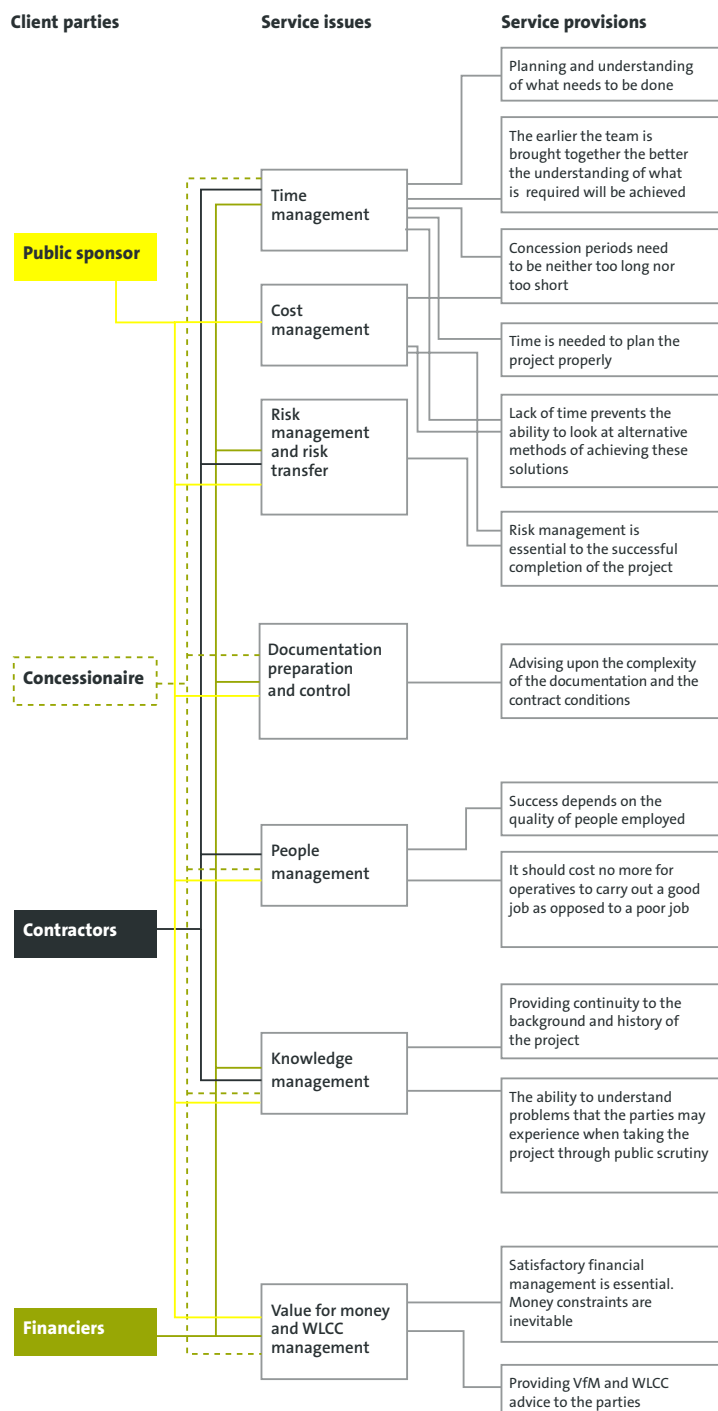 Client parties
Service issues
Service provisions
Public sponsor
Concessionaire
Contractors
Financiers
Time
management
Cost
management
Risk
management
and risk
transfer
Documentation
preparation
and control
People
management
Knowledge
management
Value for money
and WLCC
management
Planning and understanding
of what needs to be done
The earlier the team is
brought together the better
the understanding of what
is required will be achieved
Concession periods need
to be neither too long nor
too short
Time is needed to plan the
project properly
Lack of time prevents the
ability to look at alternative
methods of achieving these
solutions
Risk management is
essential to the successful
completion of the project
Advising upon the complexity
of the documentation and the
contract conditions
Success depends on the
quality of people employed
It should cost no more for
operatives to carry out a good
job as opposed to a poor job
Providing continuity to the
background and history of
the project
The ability to understand
problems that the parties may
experience when taking the
project through public scrutiny
Satisfactory financial
management is essential.
Money constraints are
inevitable
Providing VfM and WLCC
advice to the parties